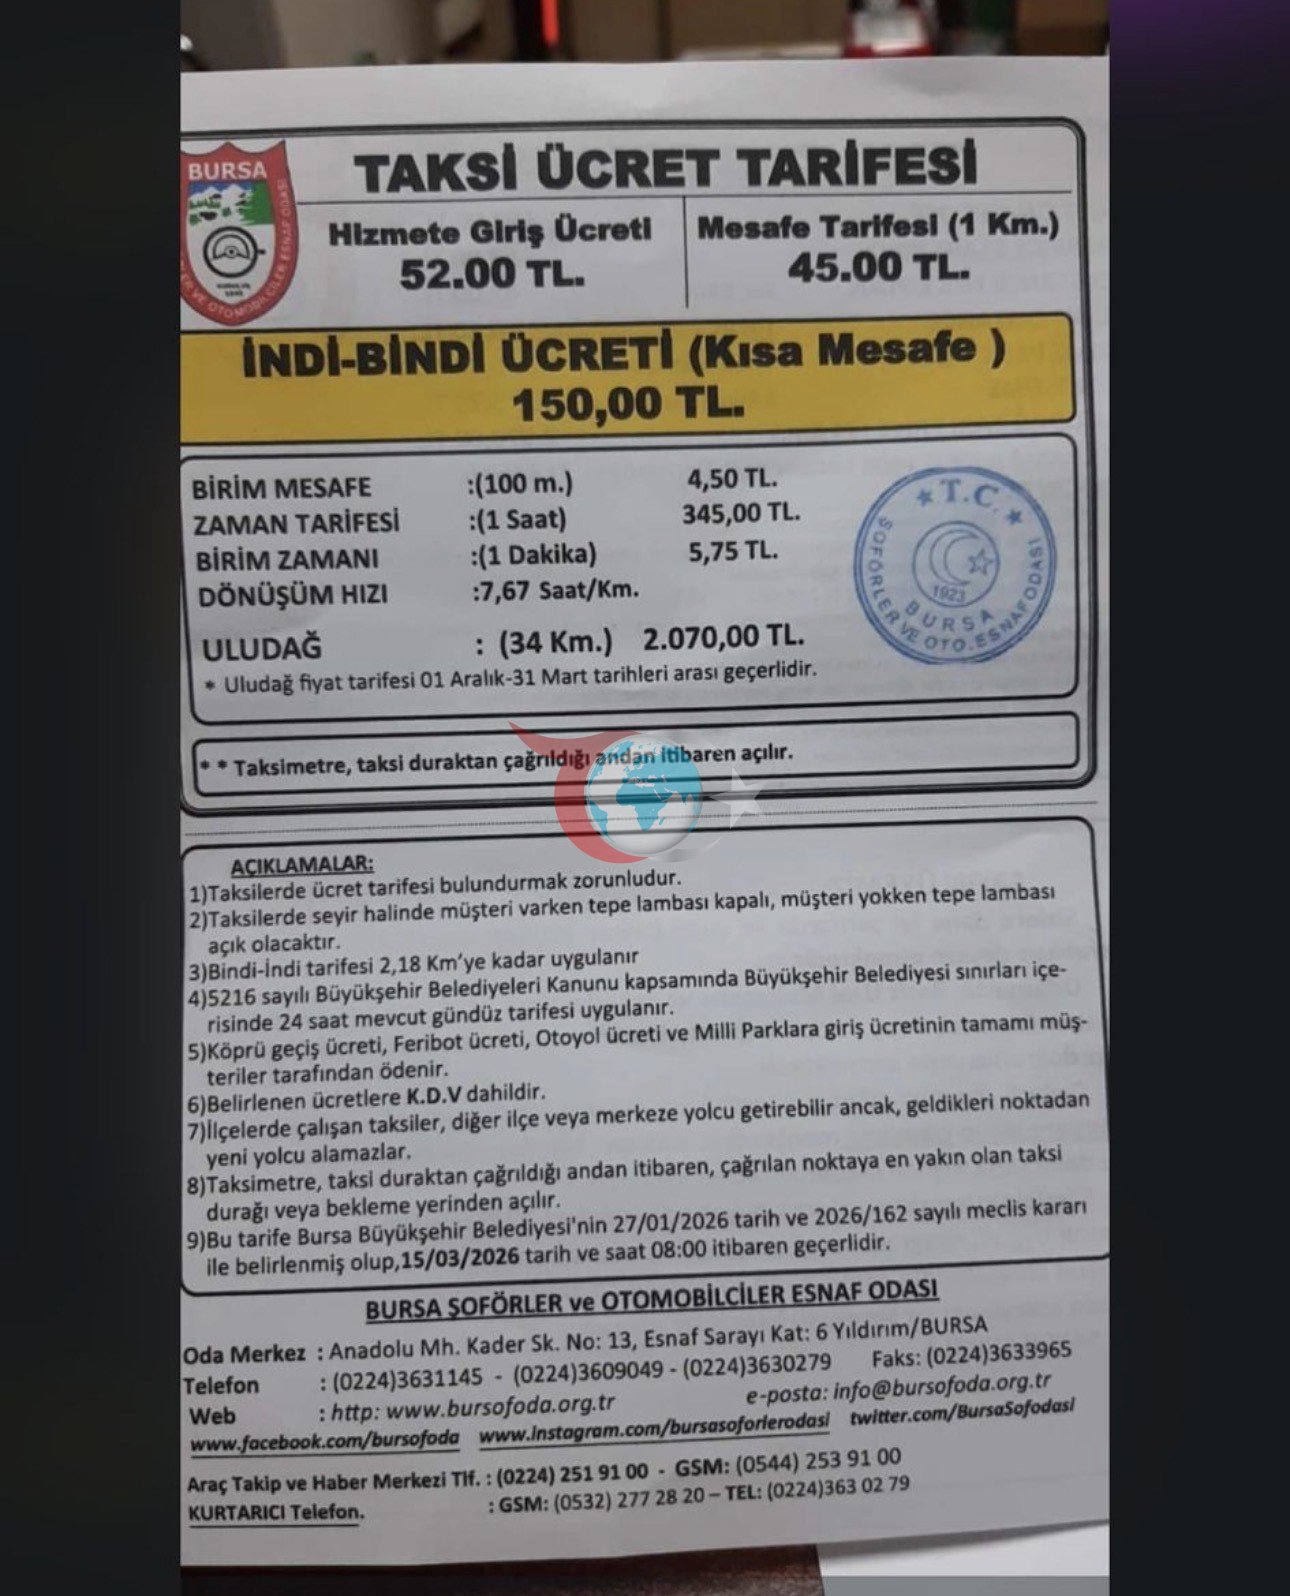 BURSA
TAKSİ ÜCRET TARİFESİ
Hizmete Giriş Ücreti
52.00 TL.
Mesafe Tarifesi (1 Km.)
45.00 TL.
ER VE OTOMOBİLCİLER ESNAF ODASI
İNDİ-BİNDİ ÜCRETİ (Kısa Mesafe )
150,00 TL.
BİRİM MESAFE :(100 m.) 4,50 TL.
ZAMAN TARİFESİ :(1 Saat) 345,00 TL.
BİRİM ZAMANI :(1 Dakika) 5,75 TL.
DÖNÜŞÜM HIZI :7,67 Saat/Km.
ULUDAĞ : (34 Km.) 2.070,00 TL.
* Uludağ fiyat tarifesi 01 Aralık-31 Mart tarihleri arası geçerlidir.
T.C.
ŞOFÖRLER VE OTO.ESNAF ODASI
1923
BURSA
* * Taksimetre, taksi duraktan çağrıldığı andan itibaren açılır.
AÇIKLAMALAR:
1)Taksilerde ücret tarifesi bulundurmak zorunludur.
2)Taksilerde seyir halinde müşteri varken tepe lambası kapalı, müşteri yokken tepe lambası
açık olacaktır.
3)Bindi-İndi tarifesi 2,18 Km'ye kadar uygulanır
4)5216 sayılı Büyükşehir Belediyeleri Kanunu kapsamında Büyükşehir Belediyesi sınırları içe-
risinde 24 saat mevcut gündüz tarifesi uygulanır.
5)Köprü geçiş ücreti, Feribot ücreti, Otoyol ücreti ve Milli Parklara giriş ücretinin tamamı müş-
teriler tarafından ödenir.
6)Belirlenen ücretlere K.D.V dahildir.
7)İlçelerde çalışan taksiler, diğer ilçe veya merkeze yolcu getirebilir ancak, geldikleri noktadan
yeni yolcu alamazlar.
8)Taksimetre, taksi duraktan çağrıldığı andan itibaren, çağrılan noktaya en yakın olan taksi
durağı veya bekleme yerinden açılır.
9)Bu tarife Bursa Büyükşehir Belediyesi'nin 27/01/2026 tarih ve 2026/162 sayılı meclis kararı
ile belirlenmiş olup,15/03/2026 tarih ve saat 08:00 itibaren geçerlidir.
BURSA ŞOFÖRLER ve OTOMOBİLCİLER ESNAF ODASI
Oda Merkez : Anadolu Mh. Kader Sk. No: 13, Esnaf Sarayı Kat: 6 Yıldırım/BURSA
Telefon : (0224)3631145 - (0224)3609049 - (0224)3630279 Faks: (0224)3633965
Web : http: www.bursofoda.org.tr e-posta: info@bursofoda.org.tr
www.facebook.com/bursofoda www.instagram.com/bursasoforlerodasi twitter.com/BursaSofodasi
Araç Takip ve Haber Merkezi Tlf. : (0224) 251 91 00 - GSM: (0544) 253 91 00
KURTARICI Telefon. : GSM: (0532) 277 28 20 – TEL: (0224)363 02 79